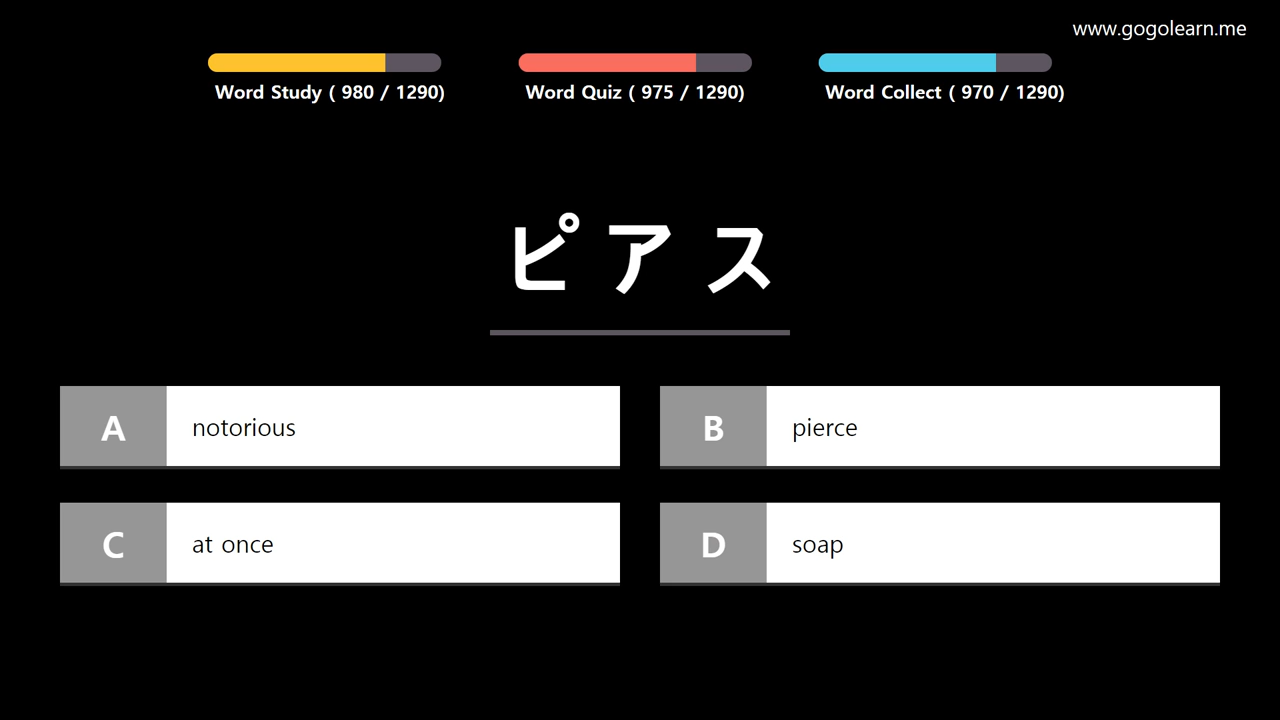 www.gogolearn.me
Word Study ( 980 / 1290)
Word Quiz ( 975 / 1290)
Word Collect ( 970 / 1290)
ピアス
A notorious
B pierce
C at once
D soap